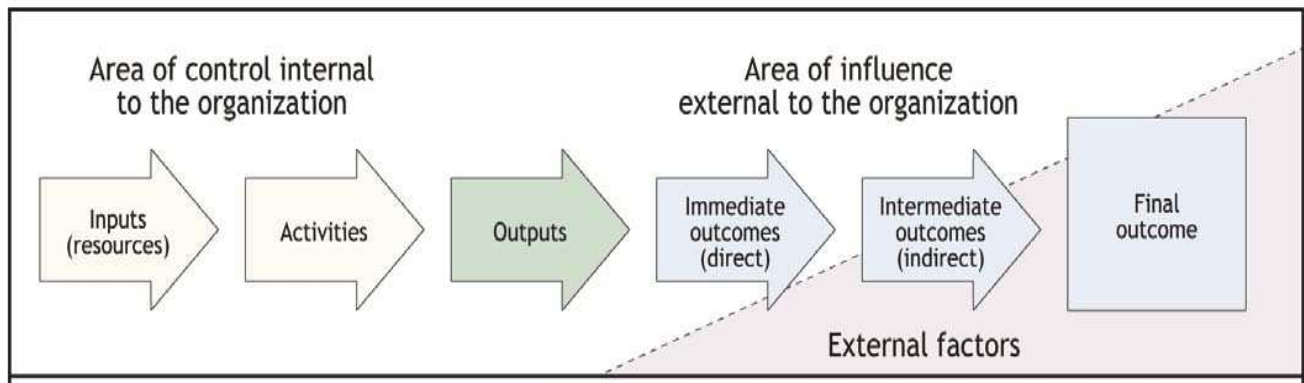 Area of control internal
to the organization
Area of influence
external to the organization
Inputs
(resources)
Activities
Outputs
Immediate
outcomes
(direct)
Intermediate
outcomes
(indirect)
Final
outcome
External factors